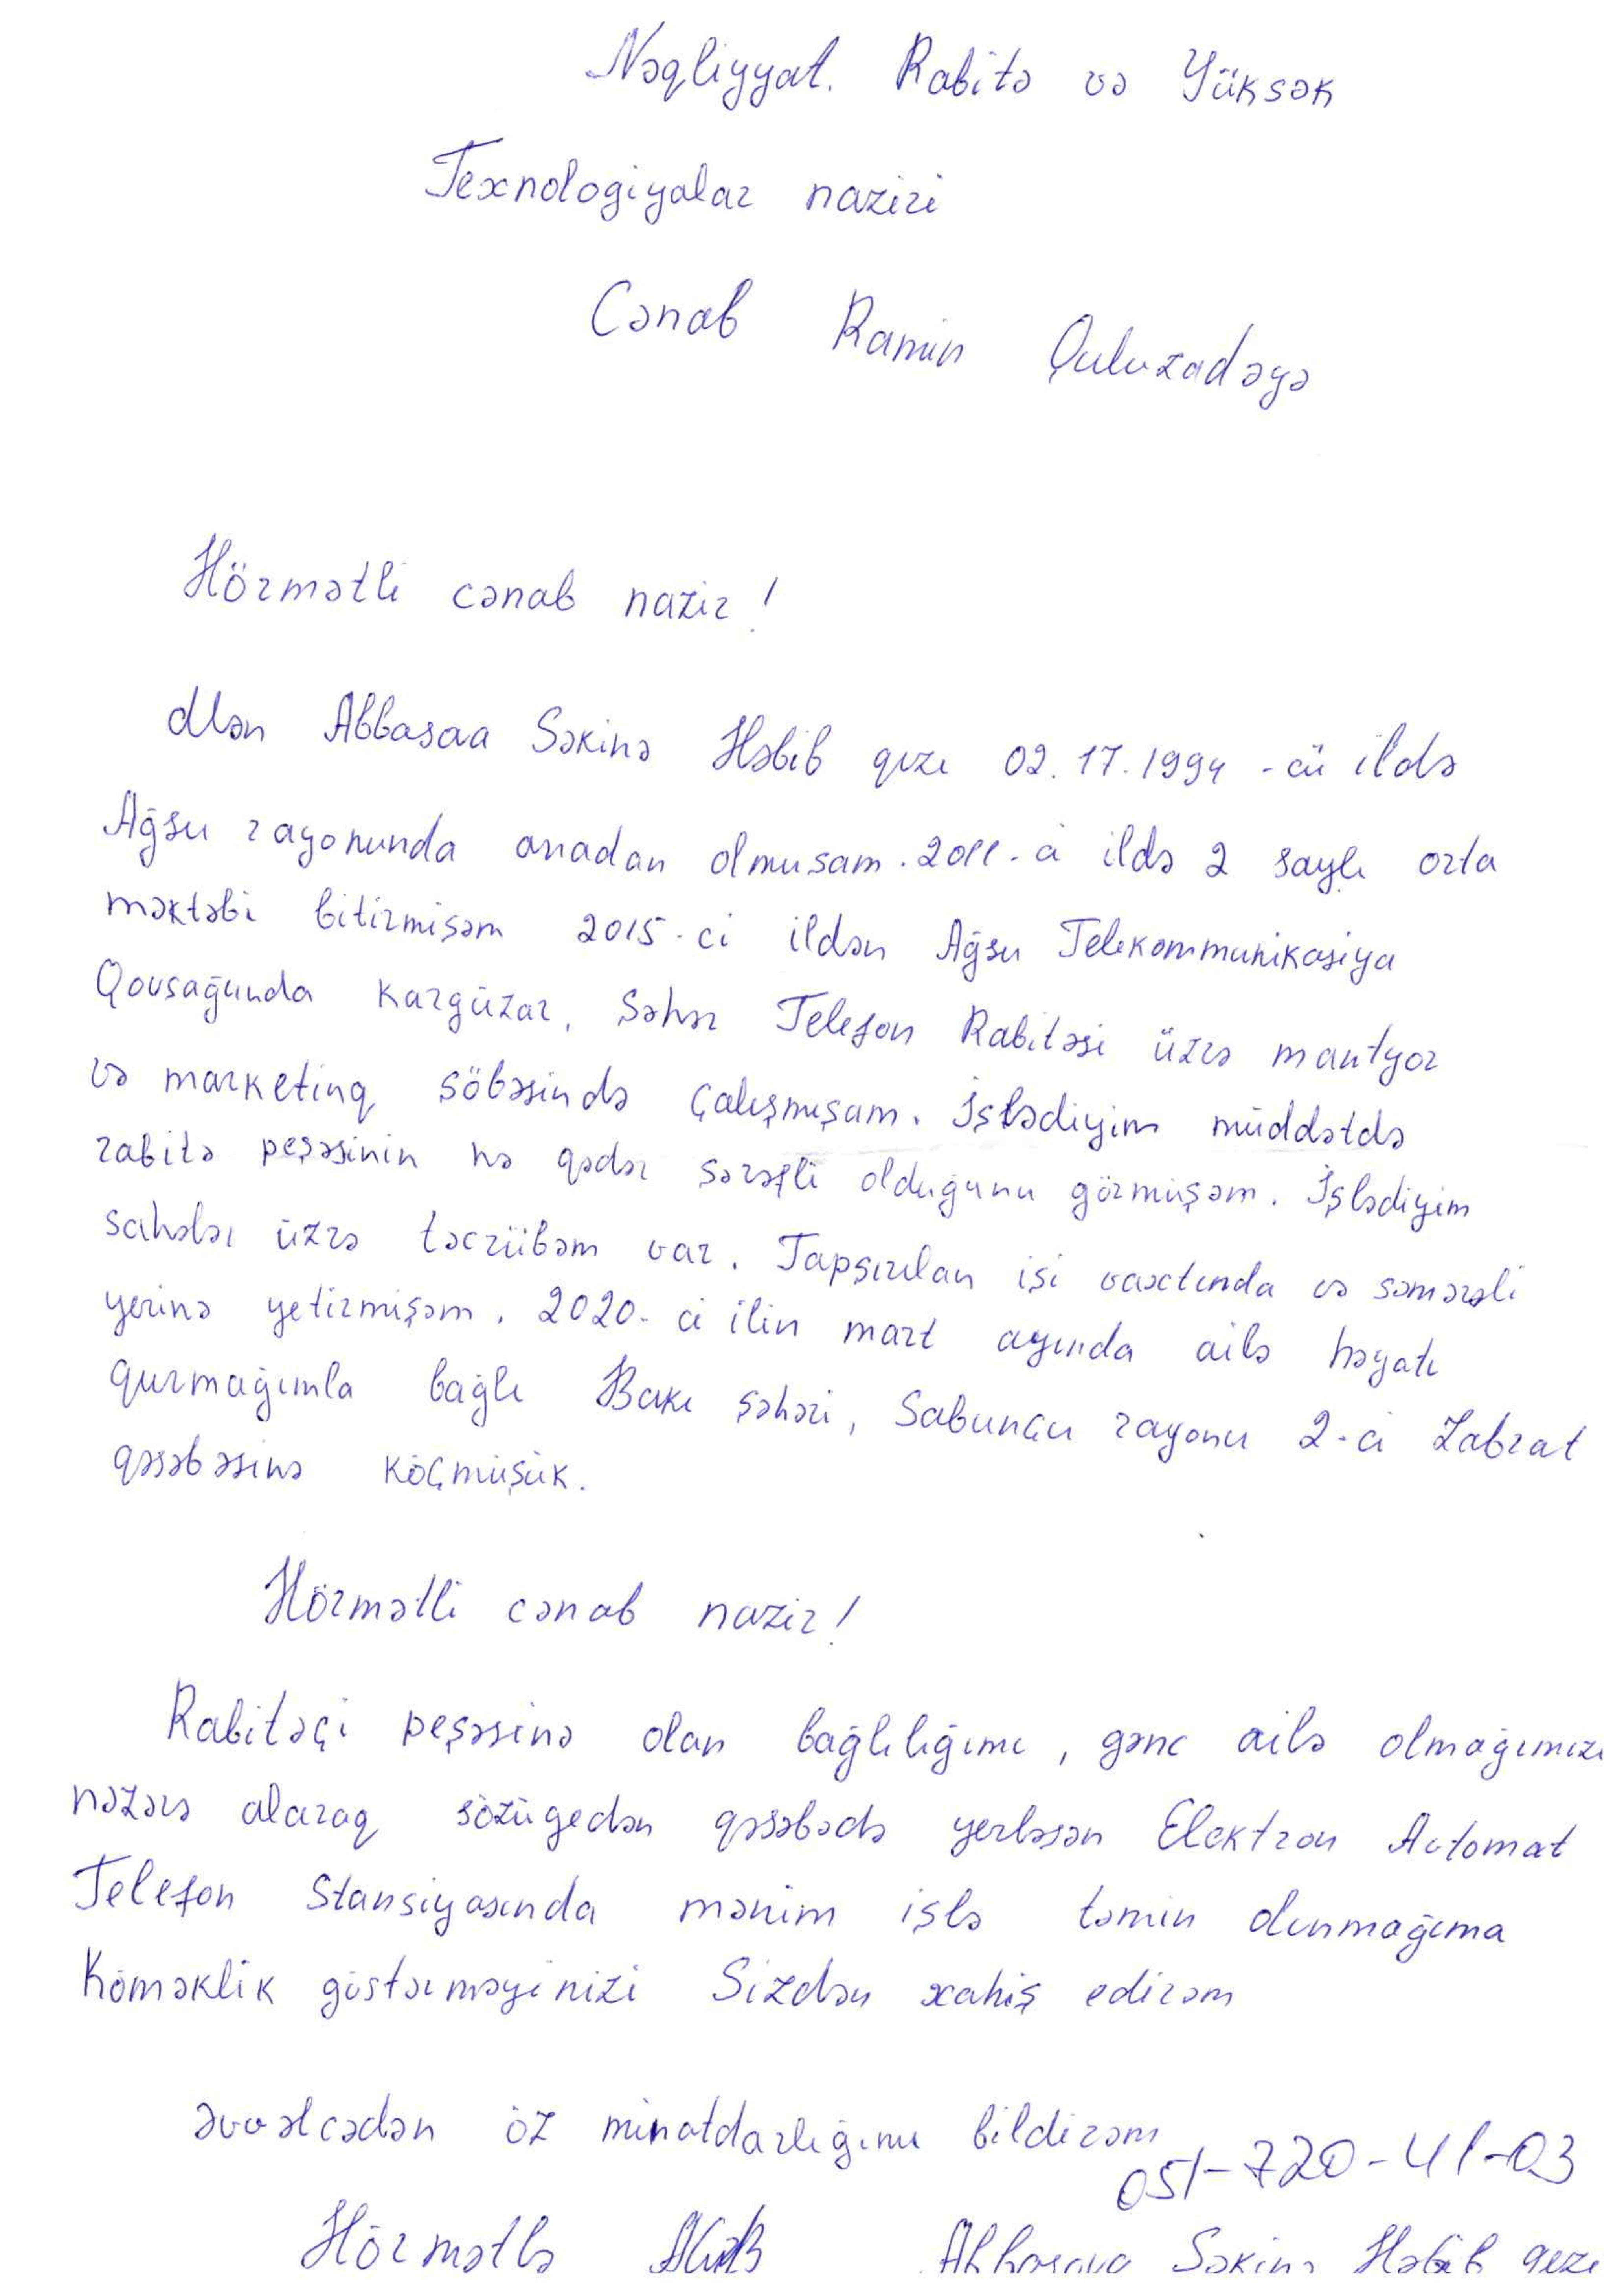 Nəqliyyat. Rabitə və Yüksək
Texnologiyalar naziri
Cənab Ramin Quluzadəyə
Hörmətli cənab nazir!
Mən Abbasova Səkinə Həbib qızı 02.17.1994-cü ildə
Ağsu rayonunda anadan olmusam. 2011-ci ildə 2 saylı orta
məktəbi bitirmişəm 2015-ci ildən Ağsu Telekommunikasiya
Qovsağında kargüzar, Şəhər Telefon Rabitəsi üzrə mantyor
və marketinq şöbəsində çalışmışam. İşlədiyim müddətdə
rabitə peşəsinin nə qədər şərəfli olduğunu görmüşəm. İşlədiyim
sahələr üzrə təcrübəm var. Tapşırılan işi vaxtında və səmərəli
yerinə yetirmişəm. 2020-ci ilin mart ayında ailə həyatı
qurmağımla bağlı Bakı şəhəri, Sabunçu rayonu 2-ci Zabrat
qəsəbəsinə köçmüşük.
Hörmətli cənab nazir!
Rabitəçi peşəsinə olan bağlılığımı, gənc ailə olmağımızı
nəzərə alaraq sözügedən qəsəbədə yerləşən Elektron Avtomat
Telefon Stansiyasında mənim işlə təmin olunmağıma
Köməklik göstərməyinizi Sizdən xahiş edirəm
əvvəlcədən öz minatdarlığımı bildirəm
051-720-41-03
Hörmətlə Abbasova Səkinə Həbib qızı